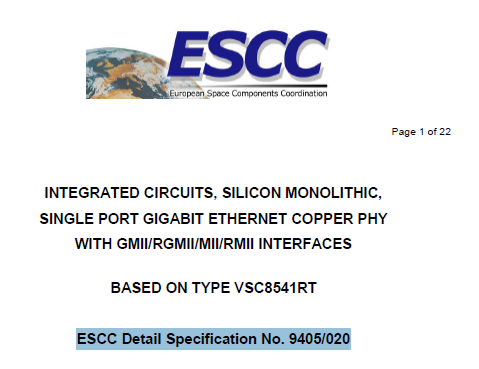 ESCC
European Space Components Coordination
Page 1 of 22
INTEGRATED CIRCUITS, SILICON MONOLITHIC,
SINGLE PORT GIGABIT ETHERNET COPPER PHY
WITH GMII/RGMII/MII/RMII INTERFACES
BASED ON TYPE VSC8541RT
ESCC Detail Specification No. 9405/020